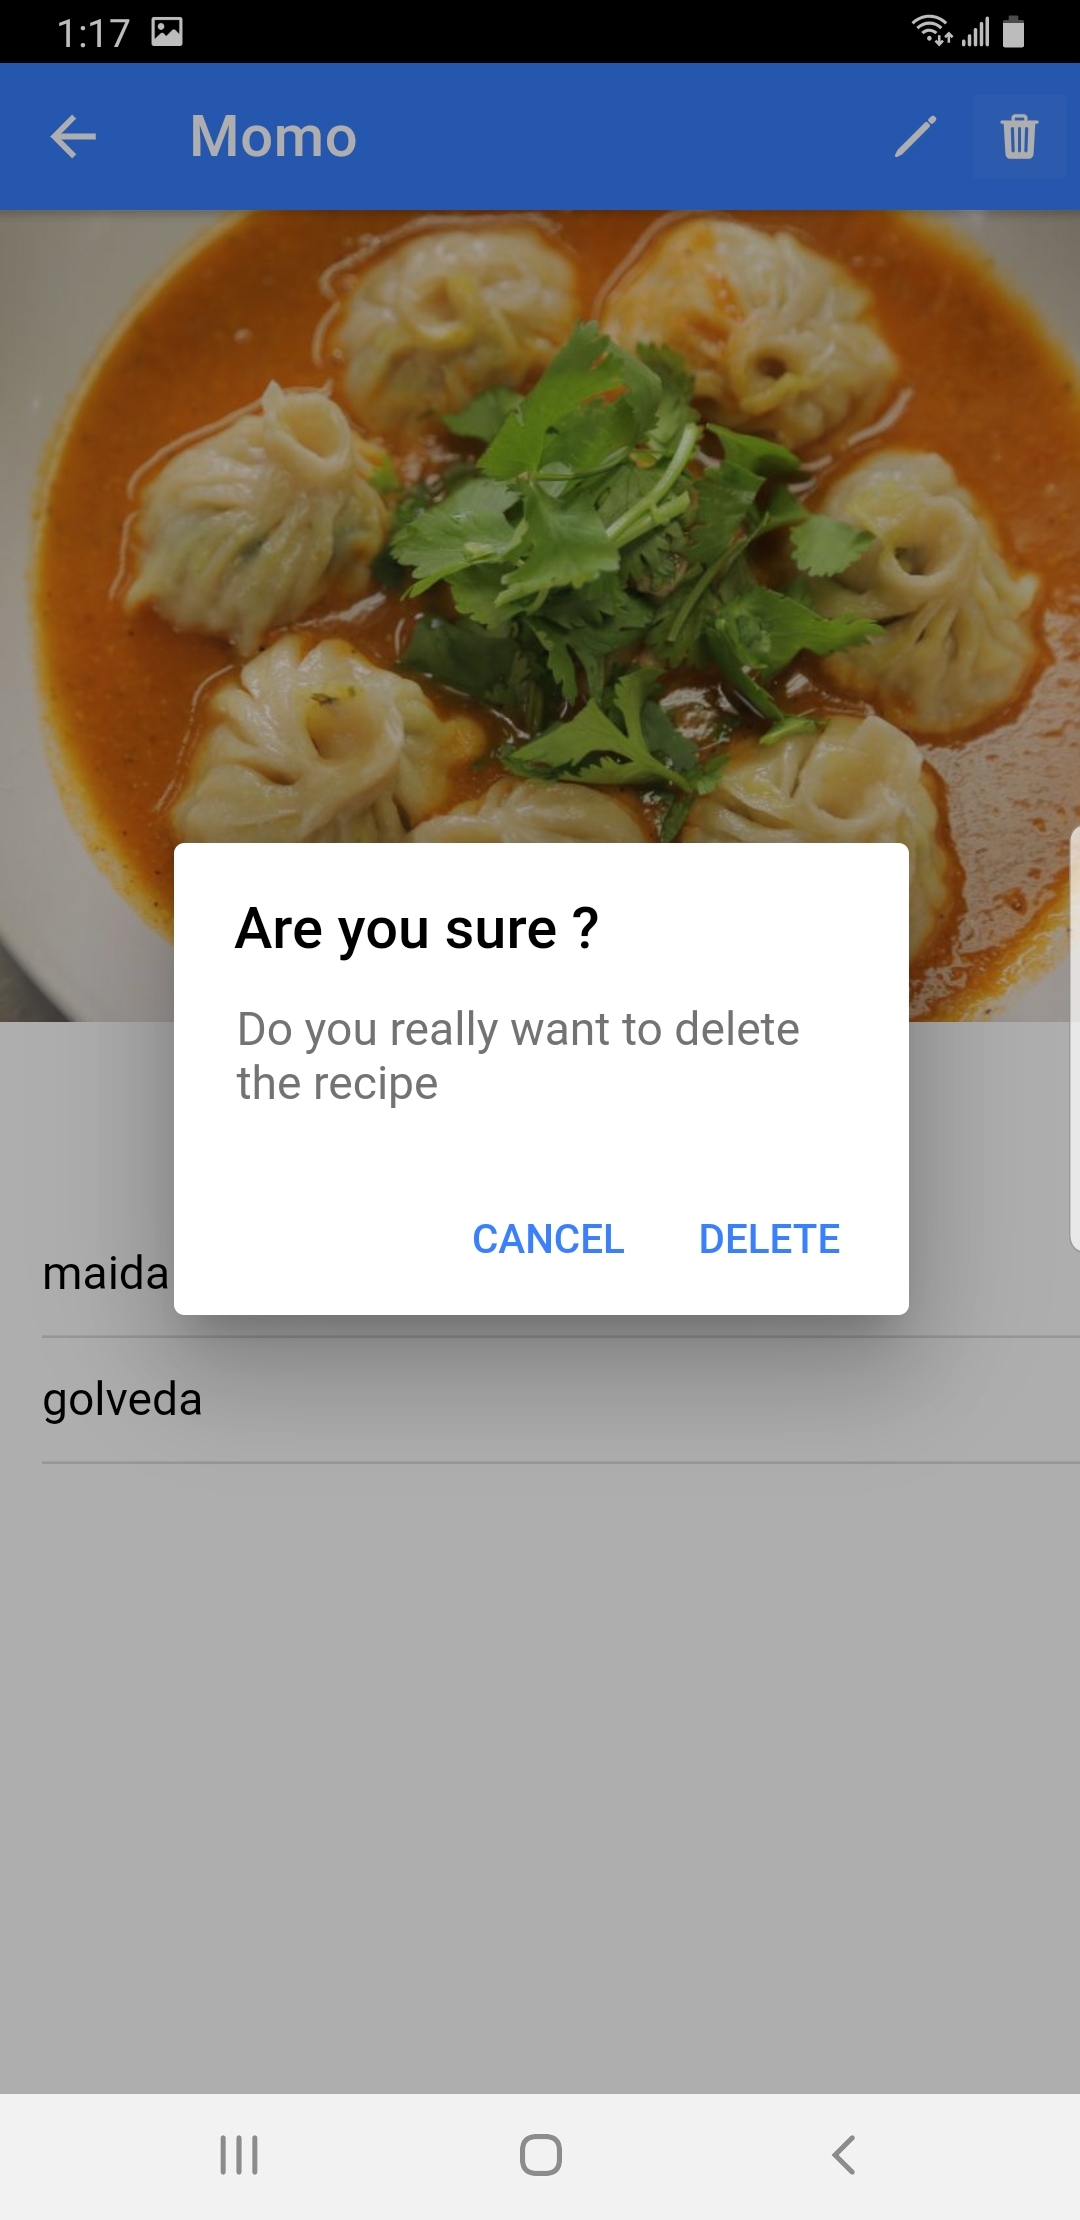 1:17
Momo
Are you sure ?
Do you really want to delete
the recipe
CANCEL DELETE
maida
golveda